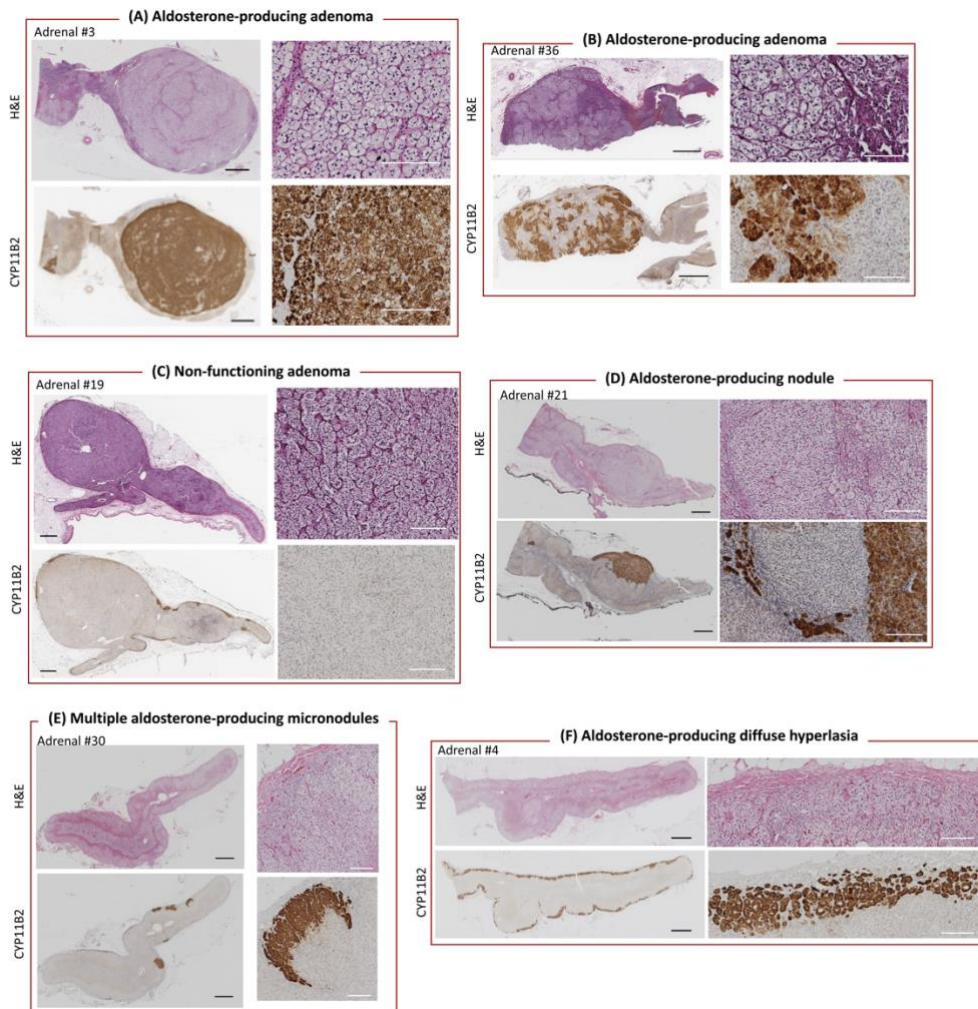 (A) Aldosterone-producing adenoma
Adrenal #3
H&E
CYP11B2
(B) Aldosterone-producing adenoma
Adrenal #36
H&E
CYP11B2
(C) Non-functioning adenoma
Adrenal #19
H&E
CYP11B2
(D) Aldosterone-producing nodule
Adrenal #21
H&E
CYP11B2
(E) Multiple aldosterone-producing micronodules
Adrenal #30
H&E
CYP11B2
(F) Aldosterone-producing diffuse hyperlasia
Adrenal #4
H&E
CYP11B2